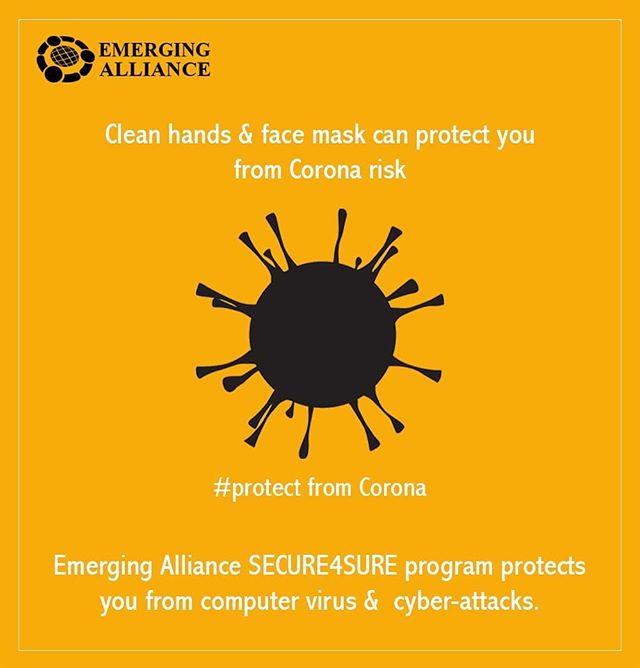 EMERGING
ALLIANCE
Clean hands & face mask can protect you
from Corona risk
#protect from Corona
Emerging Alliance SECURE4SURE program protects
you from computer virus & cyber-attacks.